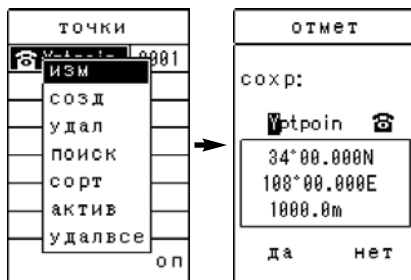 точки
0001
изм
созд
удал
поиск
сорт
актив
удалвсе
оп
отмет
сохр:
Yptpoin
34°00.000N
108°00.000E
1000.0m
да нет